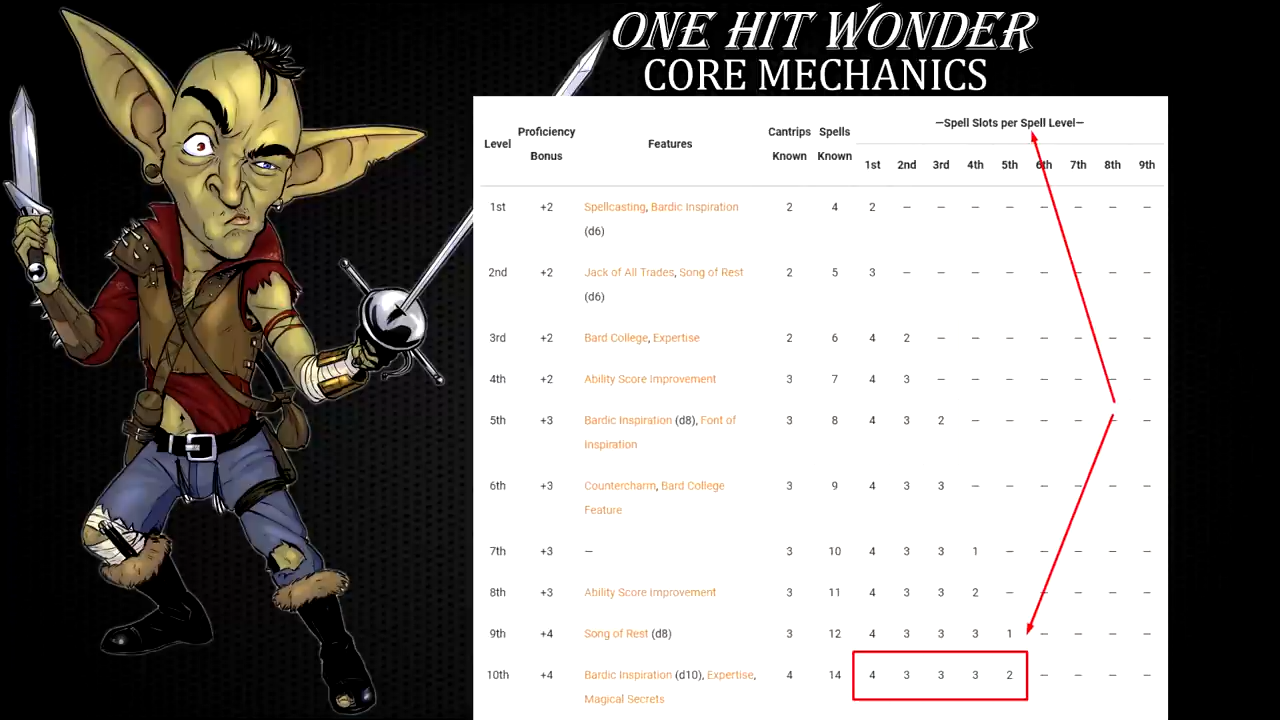 ONE HIT WONDER
CORE MECHANICS
—Spell Slots per Spell Level—
Level Proficiency Bonus Features Cantrips Known Spells Known 1st 2nd 3rd 4th 5th 6th 7th 8th 9th
1st +2 Spellcasting, Bardic Inspiration 2 4 2 — — — — — — — —
(d6)
2nd +2 Jack of All Trades, Song of Rest 2 5 3 — — — — — — — —
(d6)
3rd +2 Bard College, Expertise 2 6 4 2 — — — — — — —
4th +2 Ability Score Improvement 3 7 4 3 — — — — — — —
5th +3 Bardic Inspiration (d8), Font of 3 8 4 3 2 — — — — — —
Inspiration
6th +3 Countercharm, Bard College 3 9 4 3 3 — — — — — —
Feature
7th +3 — 3 10 4 3 3 1 — — — — —
8th +3 Ability Score Improvement 3 11 4 3 3 2 — — — — —
9th +4 Song of Rest (d8) 3 12 4 3 3 3 1 — — — —
10th +4 Bardic Inspiration (d10), Expertise, 4 14 4 3 3 3 2 — — — —
Magical Secrets